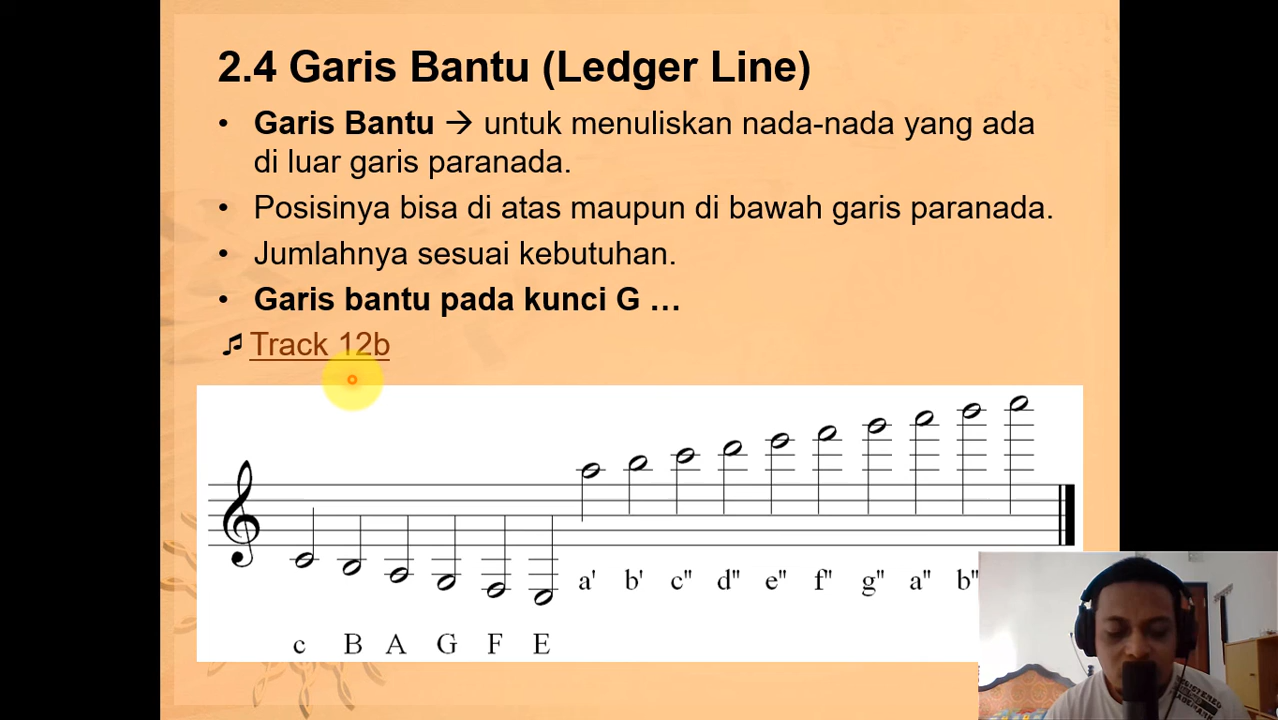 2.4 Garis Bantu (Ledger Line)
• Garis Bantu → untuk menuliskan nada-nada yang ada
di luar garis paranada.
• Posisinya bisa di atas maupun di bawah garis paranada.
• Jumlahnya sesuai kebutuhan.
• Garis bantu pada kunci G ...
♫ Track 12b
a' b' c" d" e" f" g" a" b"
c B A G F E
REGISTERED